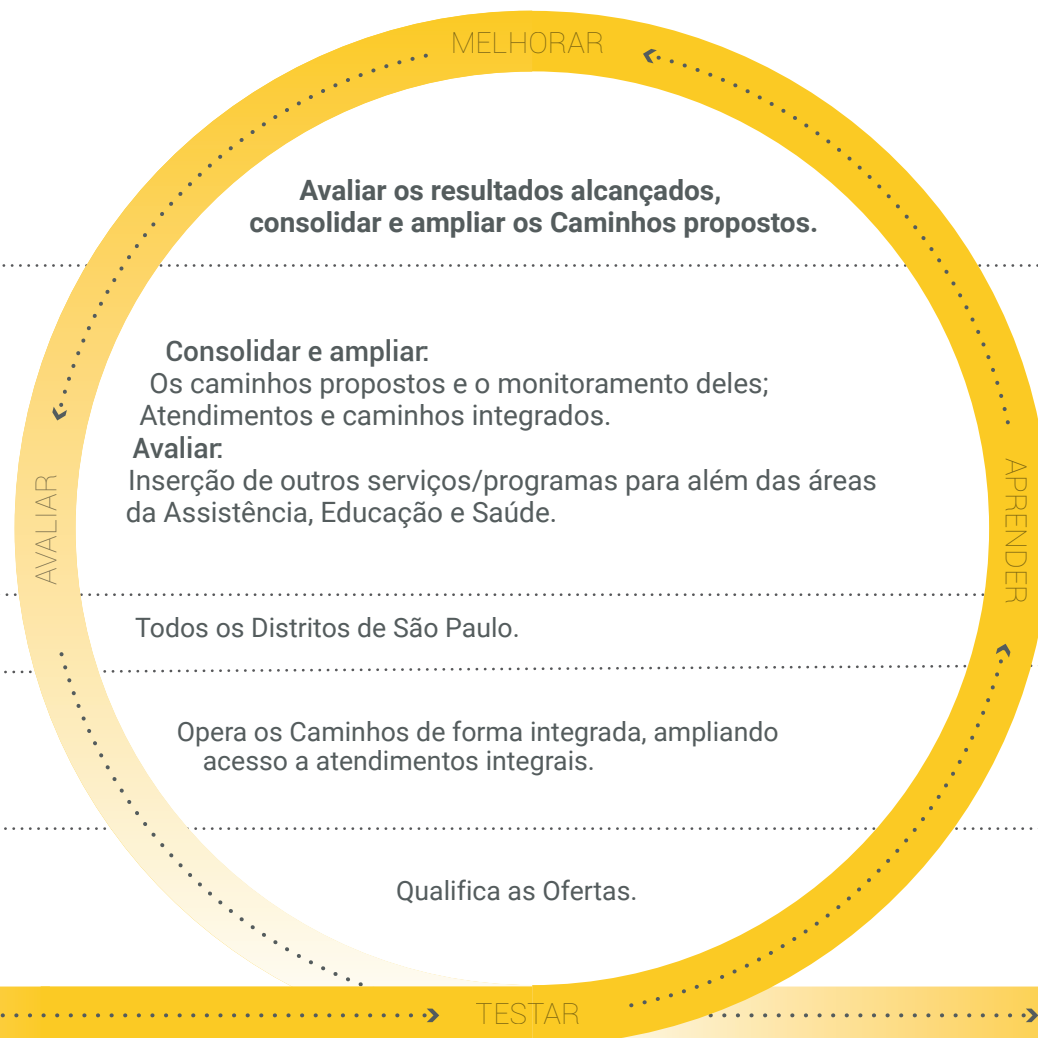 MELHORAR
Avaliar os resultados alcançados,
consolidar e ampliar os Caminhos propostos.
Consolidar e ampliar:
Os caminhos propostos e o monitoramento deles;
Atendimentos e caminhos integrados.
Avaliar:
Inserção de outros serviços/programas para além das áreas
da Assistência, Educação e Saúde.
AVALIAR
APRENDER
Todos os Distritos de São Paulo.
Opera os Caminhos de forma integrada, ampliando
acesso a atendimentos integrais.
Qualifica as Ofertas.
TESTAR